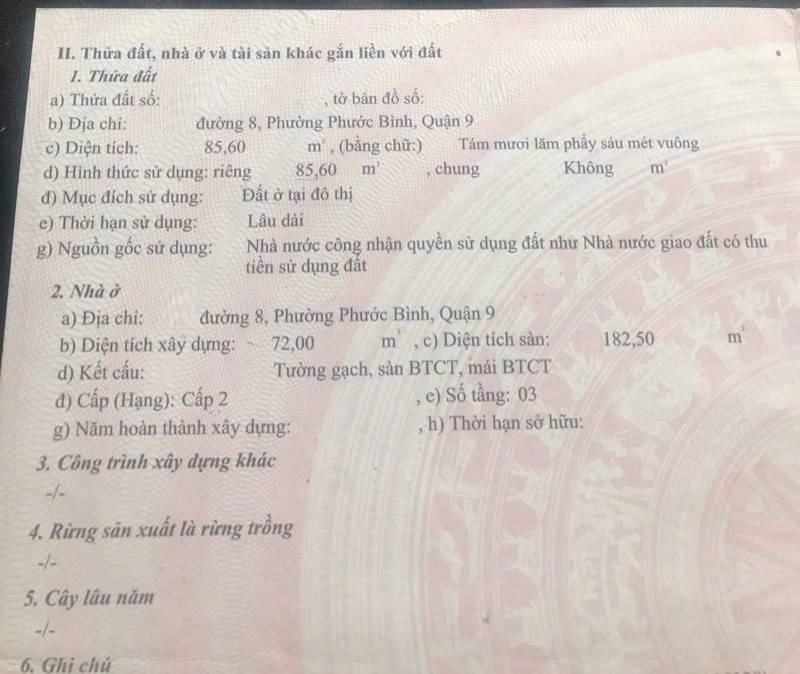 II. Thửa đất, nhà ở và tài sản khác gắn liền với đất
1. Thửa đất
a) Thửa đất số: , tờ bản đồ số:
b) Địa chỉ: đường 8, Phường Phước Bình, Quận 9
c) Diện tích: 85,60 m², (bằng chữ:) Tám mươi lăm phẩy sáu mét vuông
d) Hình thức sử dụng: riêng 85,60 m² , chung Không m²
đ) Mục đích sử dụng: Đất ở tại đô thị
e) Thời hạn sử dụng: Lâu dài
g) Nguồn gốc sử dụng: Nhà nước công nhận quyền sử dụng đất như Nhà nước giao đất có thu
tiền sử dụng đất
2. Nhà ở
a) Địa chỉ: đường 8, Phường Phước Bình, Quận 9
b) Diện tích xây dựng: 72,00 m² , c) Diện tích sàn: 182,50 m²
d) Kết cấu: Tường gạch, sàn BTCT, mái BTCT
đ) Cấp (Hạng): Cấp 2 , e) Số tầng: 03
g) Năm hoàn thành xây dựng: , h) Thời hạn sở hữu:
3. Công trình xây dựng khác
-/-
4. Rừng sản xuất là rừng trồng
-/-
5. Cây lâu năm
-/-
6. Ghi chú